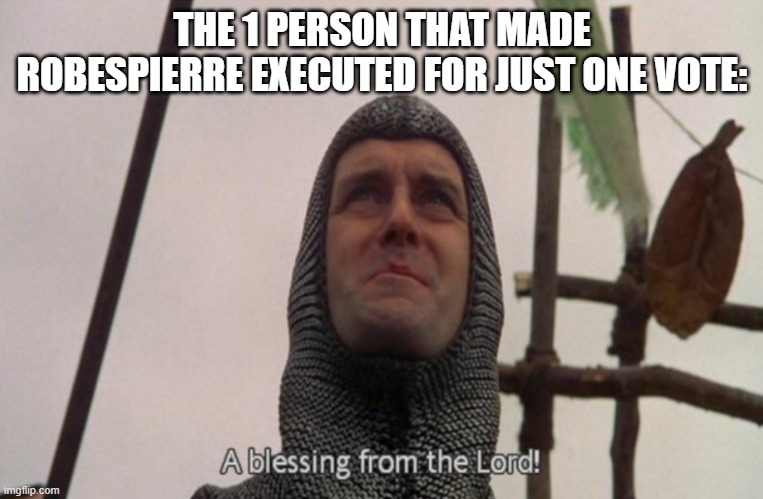 THE 1 PERSON THAT MADE
ROBESPIERRE EXECUTED FOR JUST ONE VOTE:
A blessing from the Lord!
imgflip.com